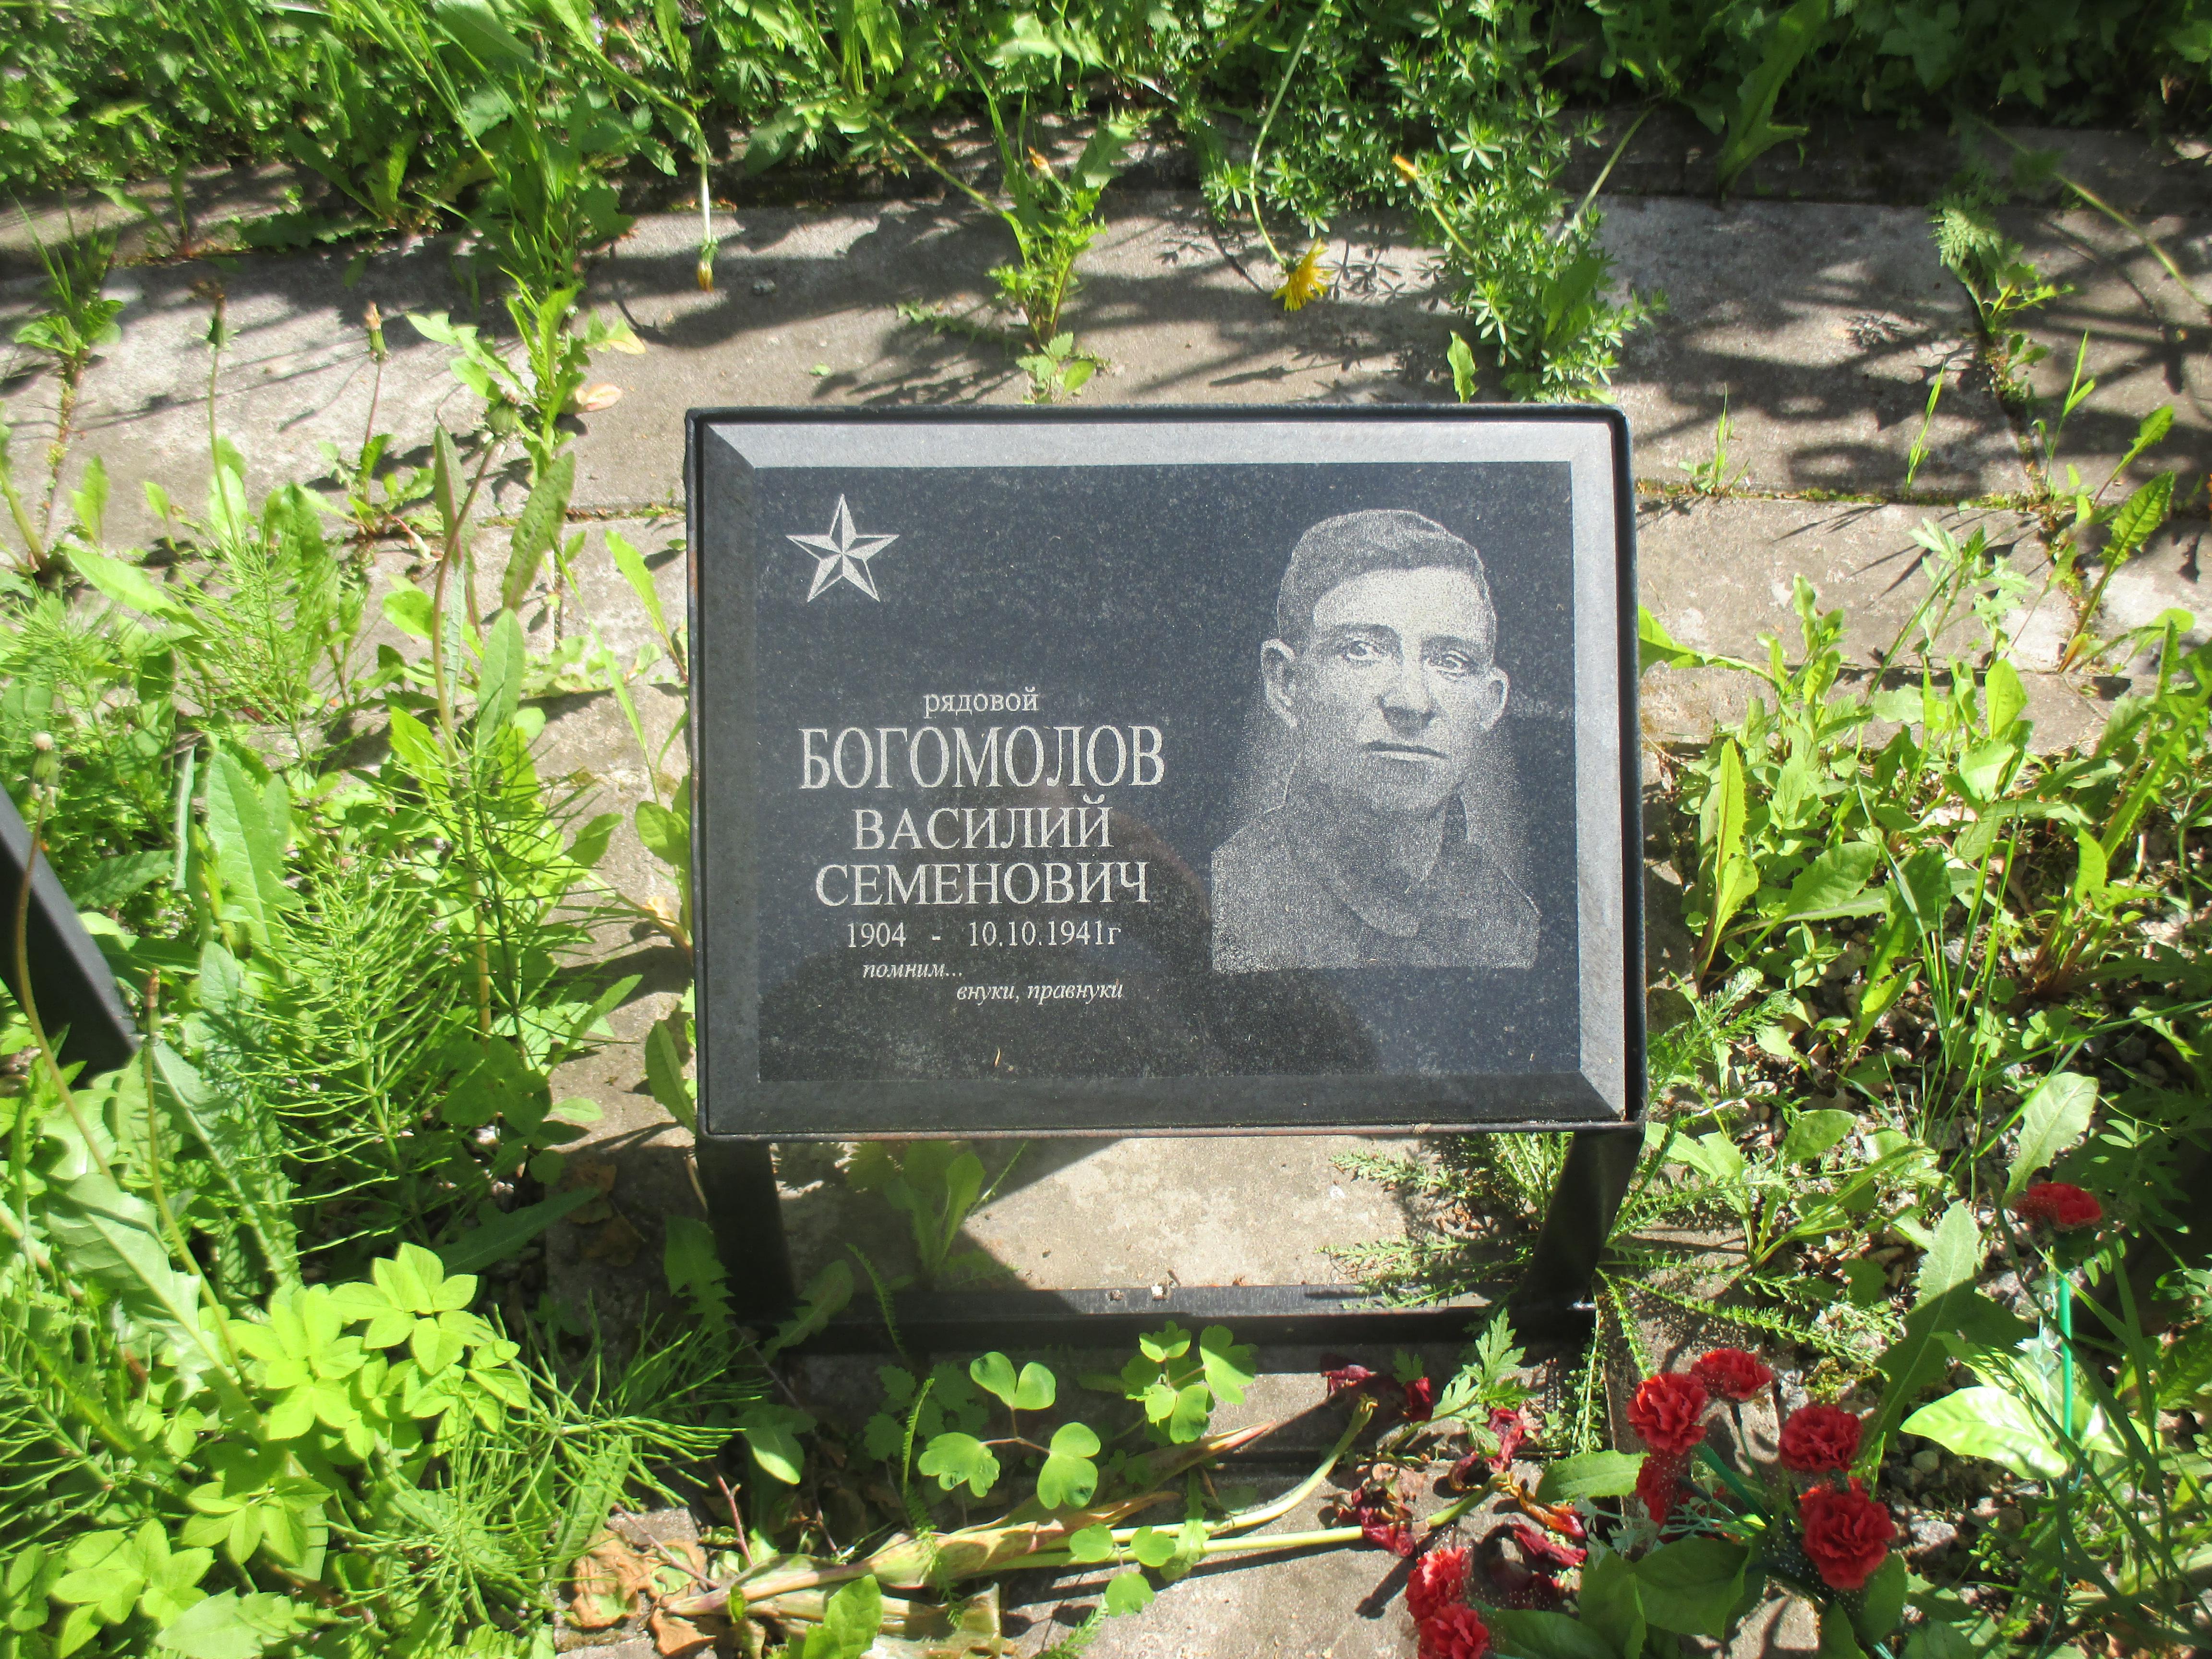 рядовой
БОГОМОЛОВ
ВАСИЛИЙ
СЕМЕНОВИЧ
1904 - 10.10.1941г
помним...
внуки, правнуки